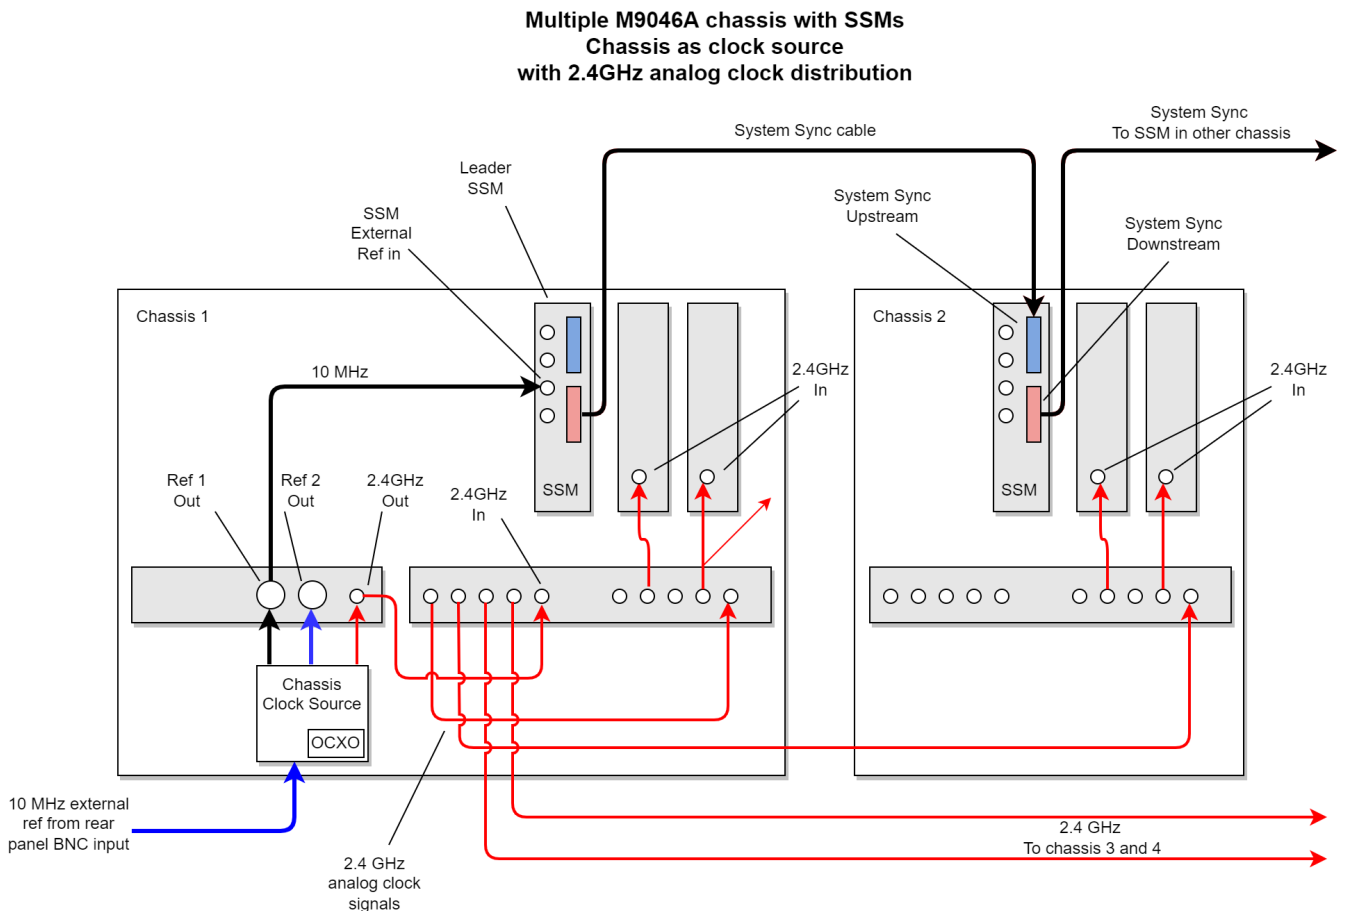 Multiple M9046A chassis with SSMs
Chassis as clock source
with 2.4GHz analog clock distribution
System Sync
To SSM in other chassis
System Sync cable
Leader
SSM
System Sync
Upstream
SSM
External
Ref in
System Sync
Downstream
Chassis 1
Chassis 2
10 MHz
2.4GHz
In
2.4GHz
In
Ref 1
Out
Ref 2
Out
2.4GHz
Out
2.4GHz
In
SSM
SSM
Chassis
Clock Source
OCXO
10 MHz external
ref from rear
panel BNC input
2.4 GHz
To chassis 3 and 4
2.4 GHz
analog clock
signals